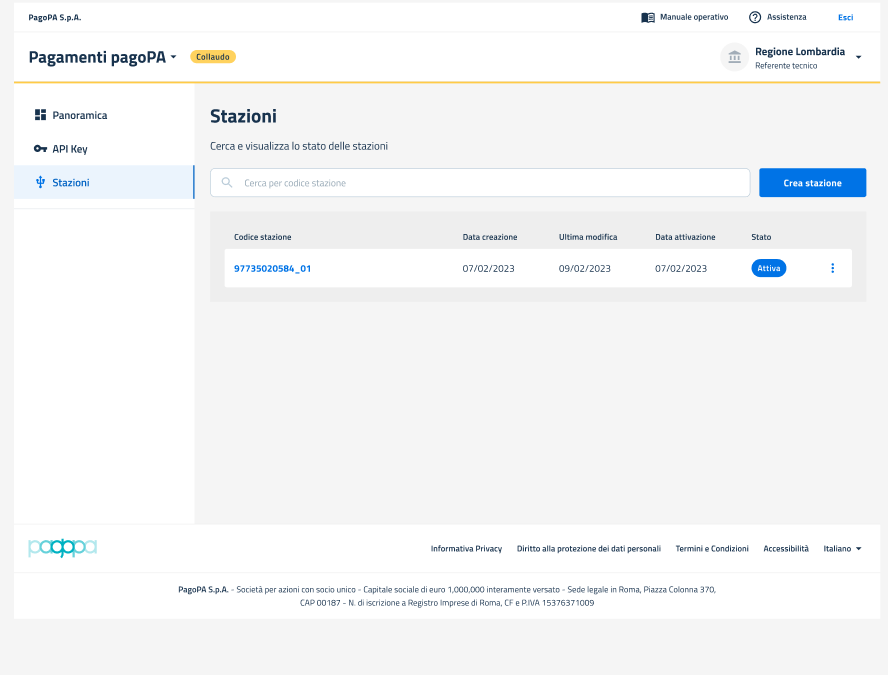 PagoPA S.p.A.
Manuale operativo
Assistenza
Esci
Pagamenti pagoPA
Collaudo
Regione Lombardia
Referente tecnico
Panoramica
API Key
Stazioni
Stazioni
Cerca e visualizza lo stato delle stazioni
Cerca per codice stazione
Crea stazione
Codice stazione Data creazione Ultima modifica Data attivazione Stato
97735020584_01 07/02/2023 09/02/2023 07/02/2023 Attiva
pagopa
Informativa Privacy Diritto alla protezione dei dati personali Termini e Condizioni Accessibilità Italiano
PagoPA S.p.A. - Società per azioni con socio unico - Capitale sociale di euro 1,000,000 interamente versato - Sede legale in Roma, Piazza Colonna 370,
CAP 00187 - N. di iscrizione a Registro Imprese di Roma, CF e P.IVA 15376371009